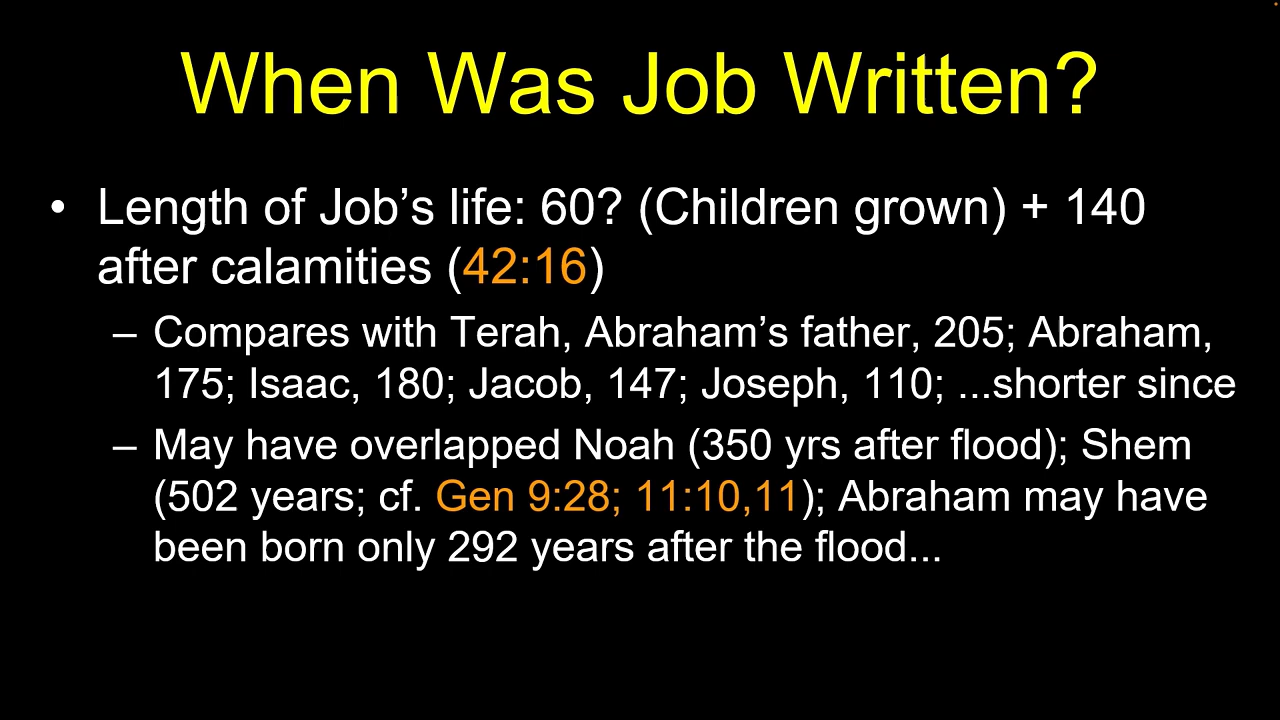 When Was Job Written?
• Length of Job’s life: 60? (Children grown) + 140
after calamities (42:16)
– Compares with Terah, Abraham’s father, 205; Abraham,
175; Isaac, 180; Jacob, 147; Joseph, 110; ...shorter since
– May have overlapped Noah (350 yrs after flood); Shem
(502 years; cf. Gen 9:28; 11:10,11); Abraham may have
been born only 292 years after the flood...